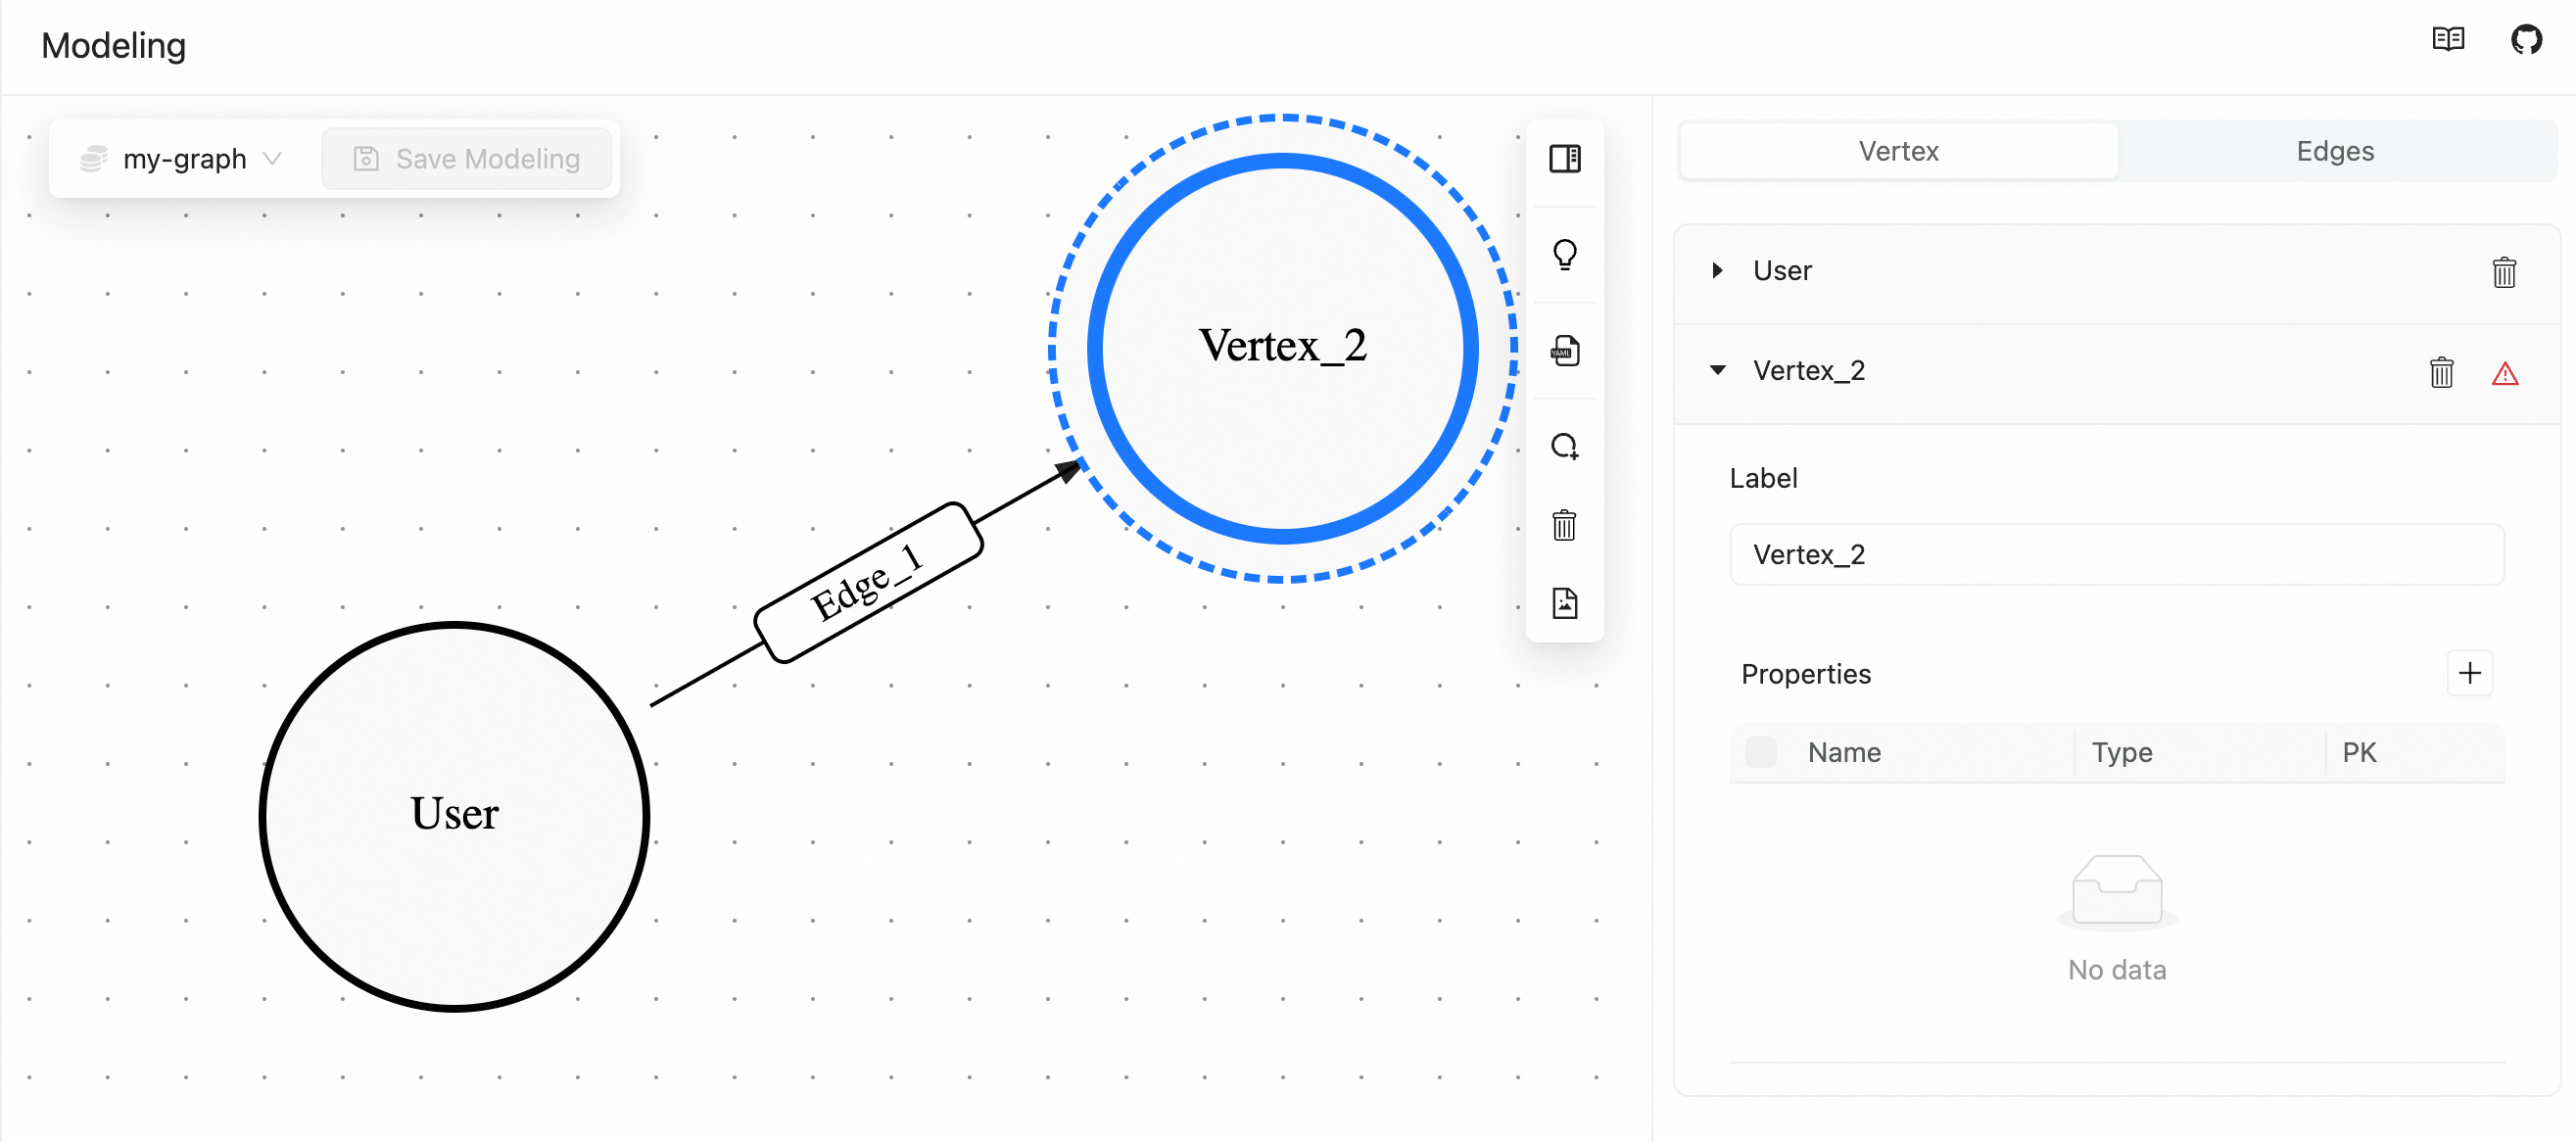 Modeling
my-graph
Save Modeling
Vertex_2
Edge_1
User
YAML
Vertex
Edges
User
Vertex_2
Label
Vertex_2
Properties
Name
Type
PK
No data